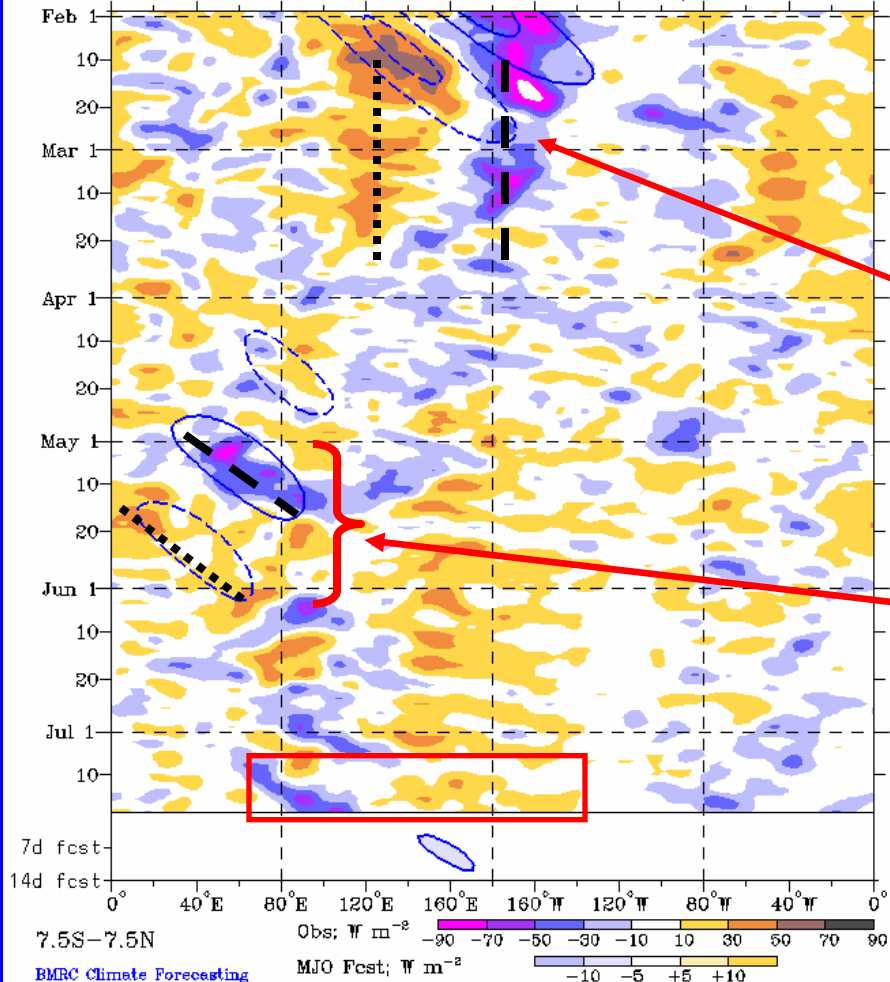 Feb 1
10
20
Mar 1
10
20
Apr 1
10
20
May 1
10
20
Jun 1
10
20
Jul 1
10
7d fcst
14d fcst
0° 40°E 80°E 120°E 160°E 160°W 120°W 80°W 40°W 0°
7.5S-7.5N
Obs; W m⁻²
-90 -70 -50 -30 -10 10 30 50 70 90
BMRC Climate Forecasting
MJO Fcst; W m⁻²
-10 -5 +5 +10